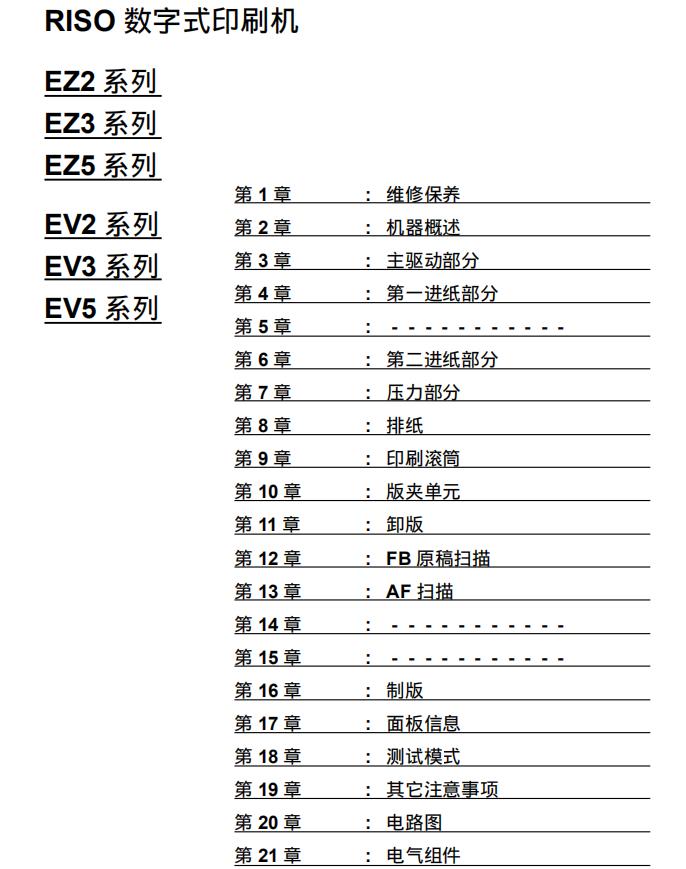 RISO 数字式印刷机
EZ2 系列
EZ3 系列
EZ5 系列
EV2 系列
EV3 系列
EV5 系列
第 1 章 : 维修保养
第 2 章 : 机器概述
第 3 章 : 主驱动部分
第 4 章 : 第一进纸部分
第 5 章 : - - - - - - - - - - -
第 6 章 : 第二进纸部分
第 7 章 : 压力部分
第 8 章 : 排纸
第 9 章 : 印刷滚筒
第 10 章 : 版夹单元
第 11 章 : 卸版
第 12 章 : FB 原稿扫描
第 13 章 : AF 扫描
第 14 章 : - - - - - - - - - - -
第 15 章 : - - - - - - - - - - -
第 16 章 : 制版
第 17 章 : 面板信息
第 18 章 : 测试模式
第 19 章 : 其它注意事项
第 20 章 : 电路图
第 21 章 : 电气组件